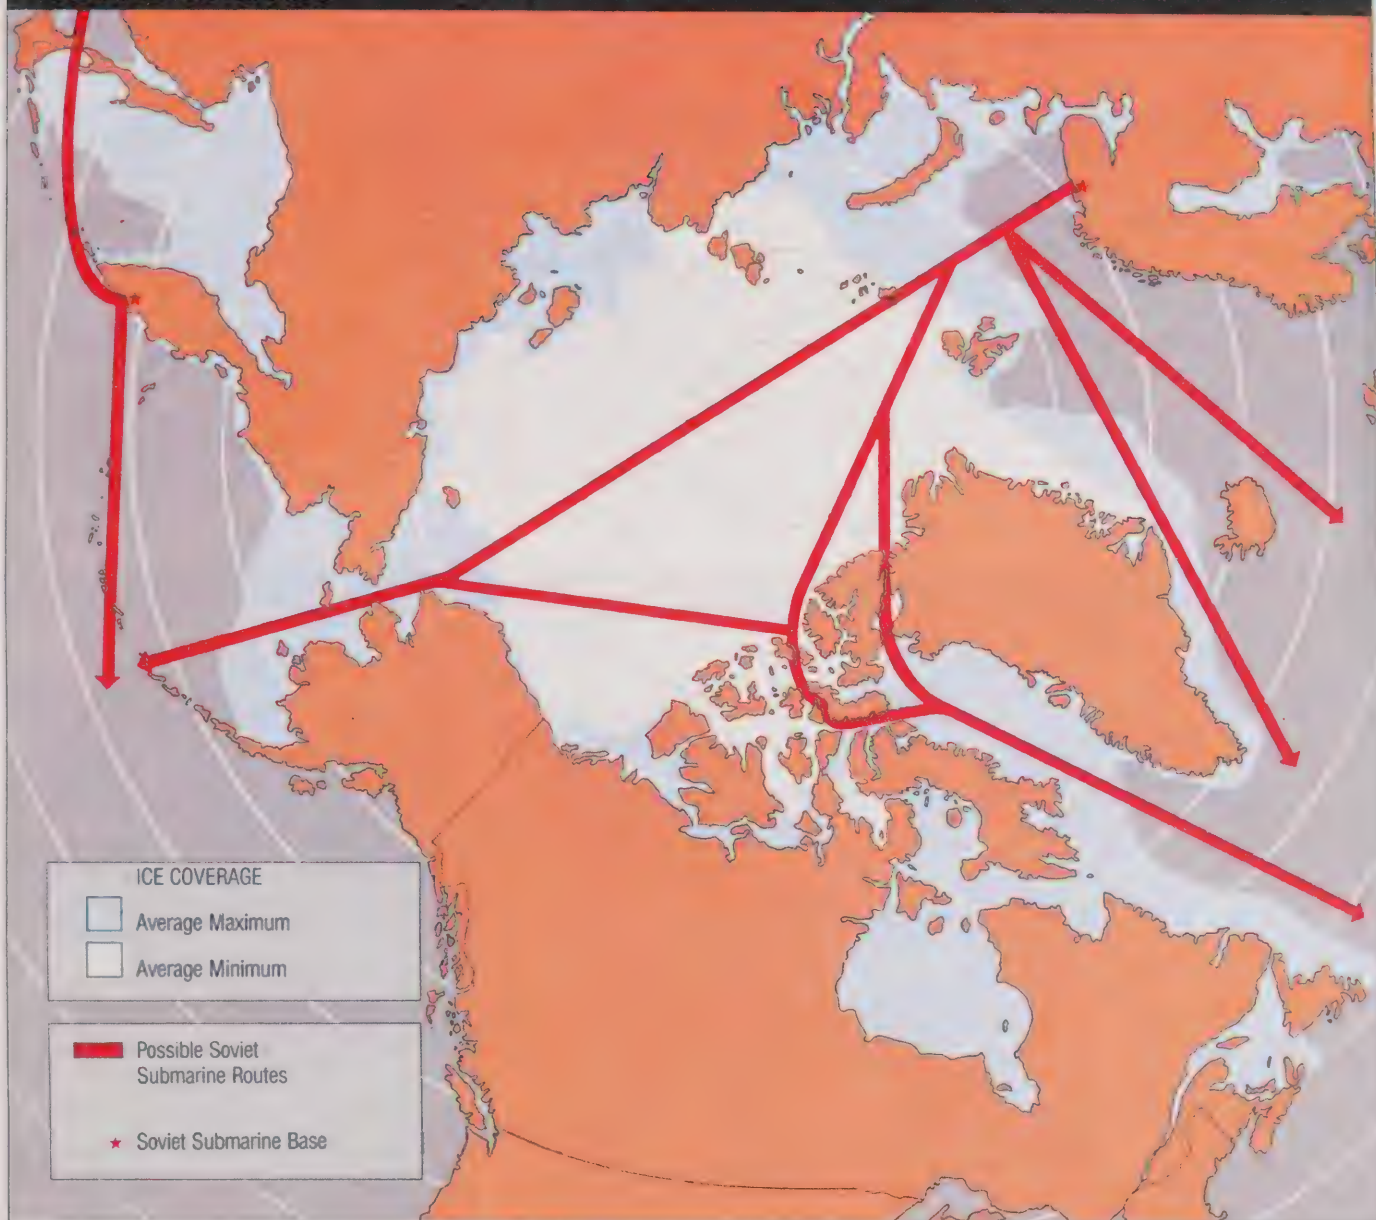 ICE COVERAGE
Average Maximum
Average Minimum
Possible Soviet
Submarine Routes
Soviet Submarine Base